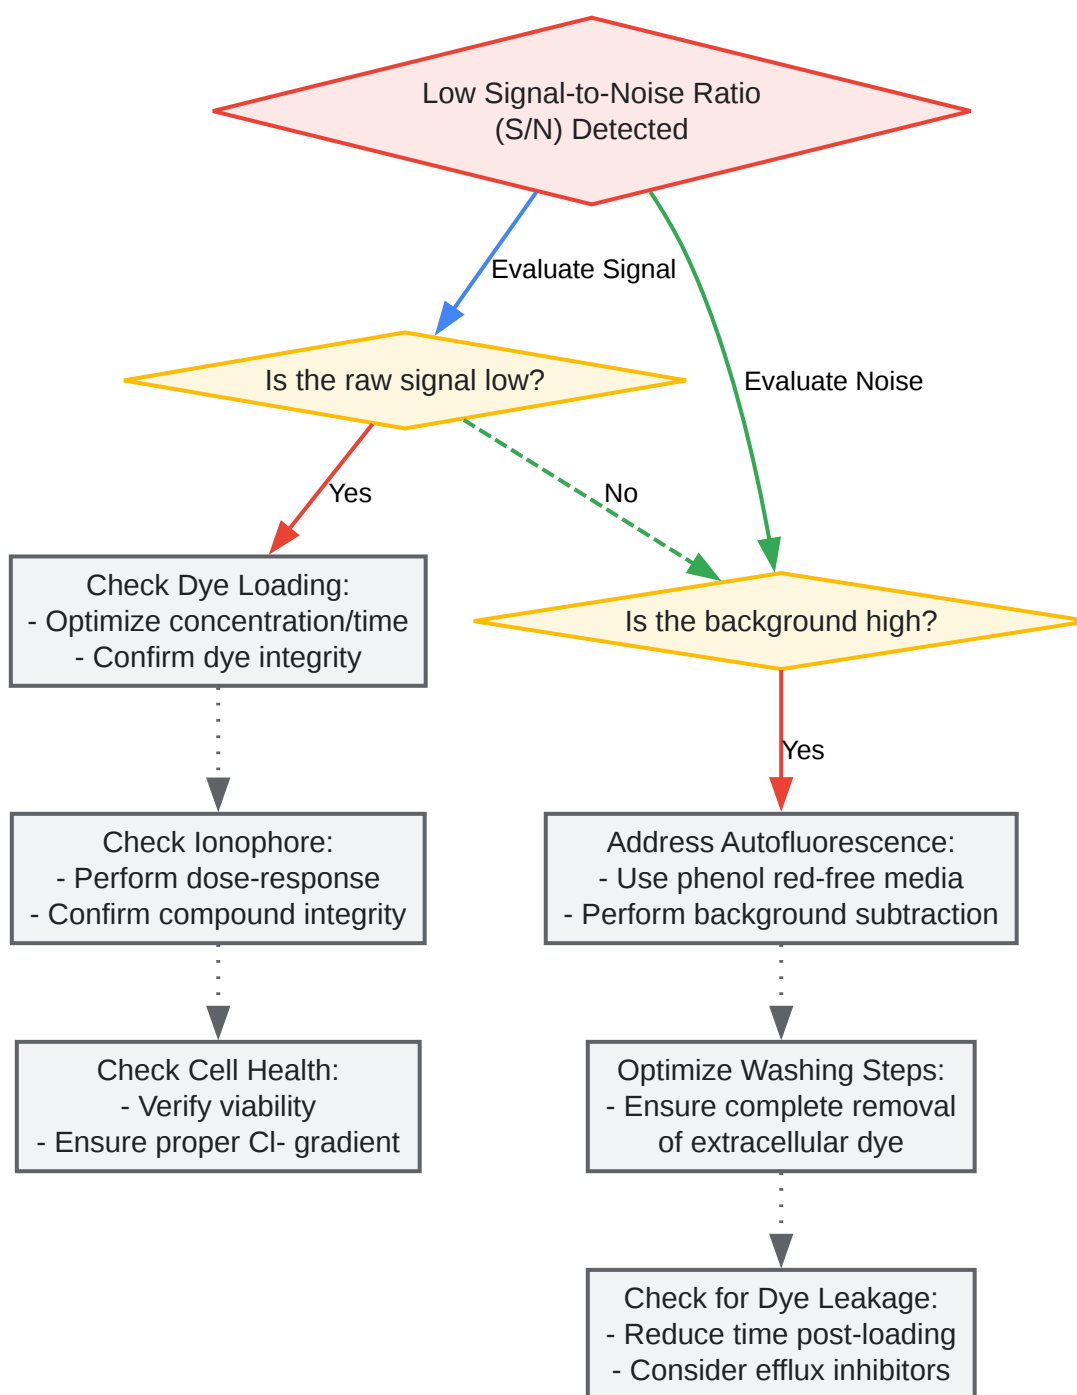 Low Signal-to-Noise Ratio
(S/N) Detected
Evaluate Signal
Evaluate Noise
Is the raw signal low?
Yes
No
Check Dye Loading:
- Optimize concentration/time
- Confirm dye integrity
Is the background high?
Yes
Check Ionophore:
- Perform dose-response
- Confirm compound integrity
Address Autofluorescence:
- Use phenol red-free media
- Perform background subtraction
Check Cell Health:
- Verify viability
- Ensure proper Cl- gradient
Optimize Washing Steps:
- Ensure complete removal
of extracellular dye
Check for Dye Leakage:
- Reduce time post-loading
- Consider efflux inhibitors